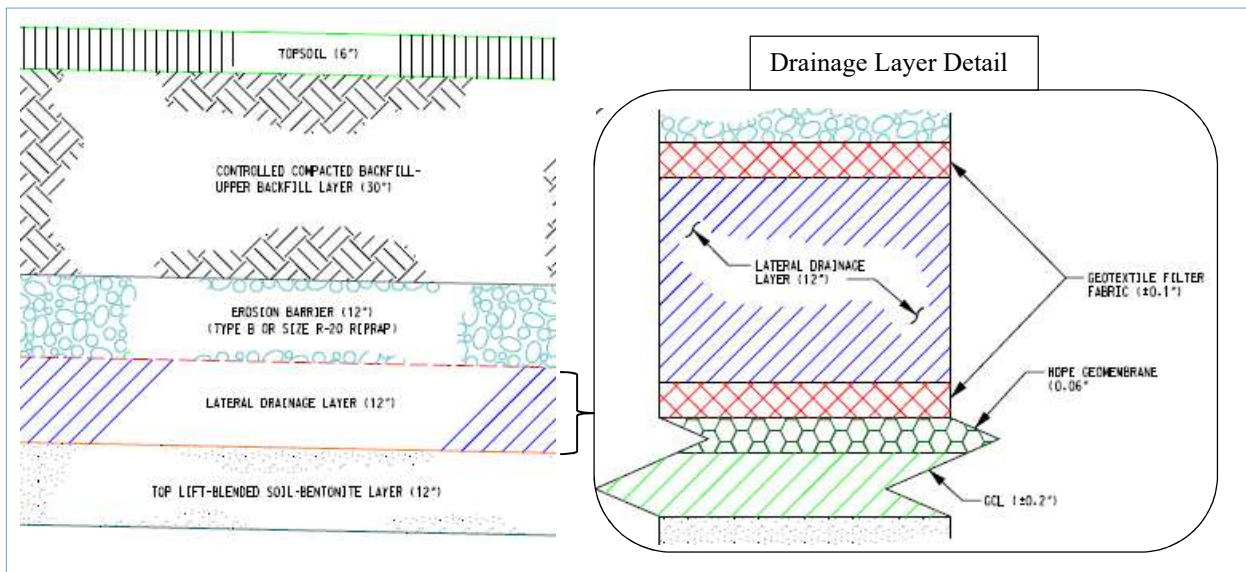 TOPSOIL (6")
CONTROLLED COMPACTED BACKFILL-
UPPER BACKFILL LAYER (30")
EROSION BARRIER (12")
(TYPE B OR SIZE R-20 RIPRAP)
LATERAL DRAINAGE LAYER (12")
TOP LIFT-BLENDED SOIL-BENTONITE LAYER (12")
Drainage Layer Detail
LATERAL DRAINAGE
LAYER (12")
GEOTEXTILE FILTER
FABRIC (±0.1")
HDPE GEOMEMBRANE
(0.06"
GCL (±0.2")